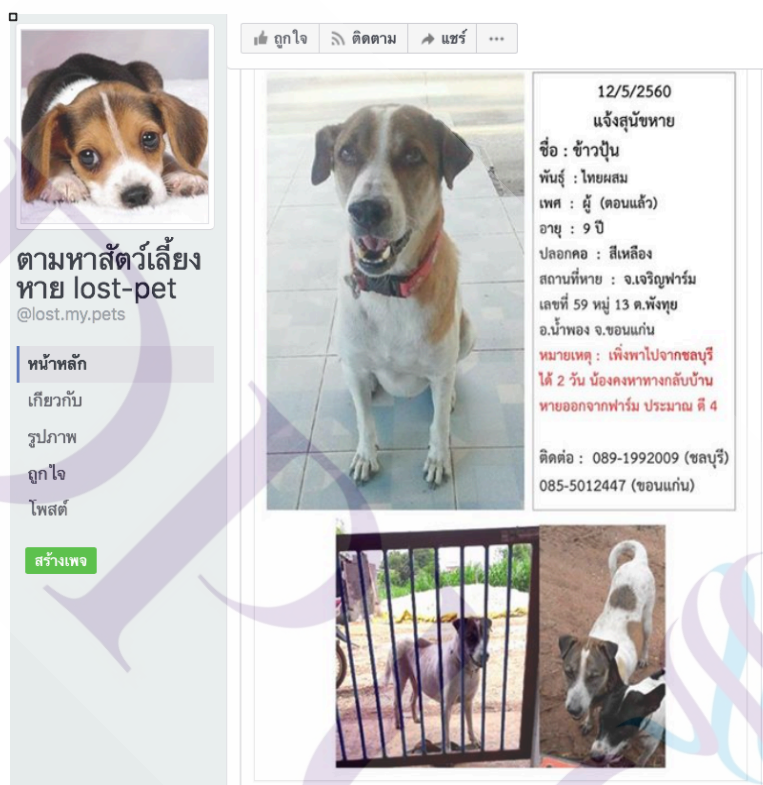 ถูกใจ ติดตาม แชร์ ...
ตามหาสัตว์เลี้ยง
หาย lost-pet
@lost.my.pets
หน้าหลัก
เกี่ยวกับ
รูปภาพ
ถูกใจ
โพสต์
สร้างเพจ
12/5/2560
แจ้งสุนัขหาย
ชื่อ : ข้าวปุ้น
พันธุ์ : ไทยผสม
เพศ : ผู้ (ตอนแล้ว)
อายุ : 9 ปี
ปลอกคอ : สีเหลือง
สถานที่หาย : จ.เจริญฟาร์ม
เลขที่ 59 หมู่ 13 ต.พังทุย
อ.น้ำพอง จ.ขอนแก่น
หมายเหตุ : เพิ่งพาไปจากชลบุรี
ได้ 2 วัน น้องคงหาทางกลับบ้าน
หายออกจากฟาร์ม ประมาณ ตี 4
ติดต่อ : 089-1992009 (ชลบุรี)
085-5012447 (ขอนแก่น)